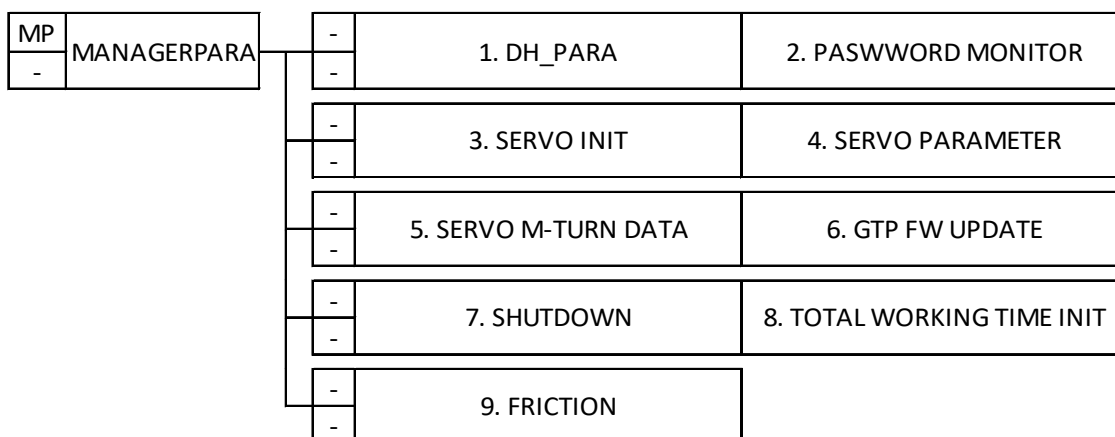 MP
MANAGERPARA
-
-
-
1. DH_PARA
2. PASWWORD MONITOR
-
-
3. SERVO INIT
4. SERVO PARAMETER
-
-
5. SERVO M-TURN DATA
6. GTP FW UPDATE
-
-
7. SHUTDOWN
8. TOTAL WORKING TIME INIT
-
-
9. FRICTION